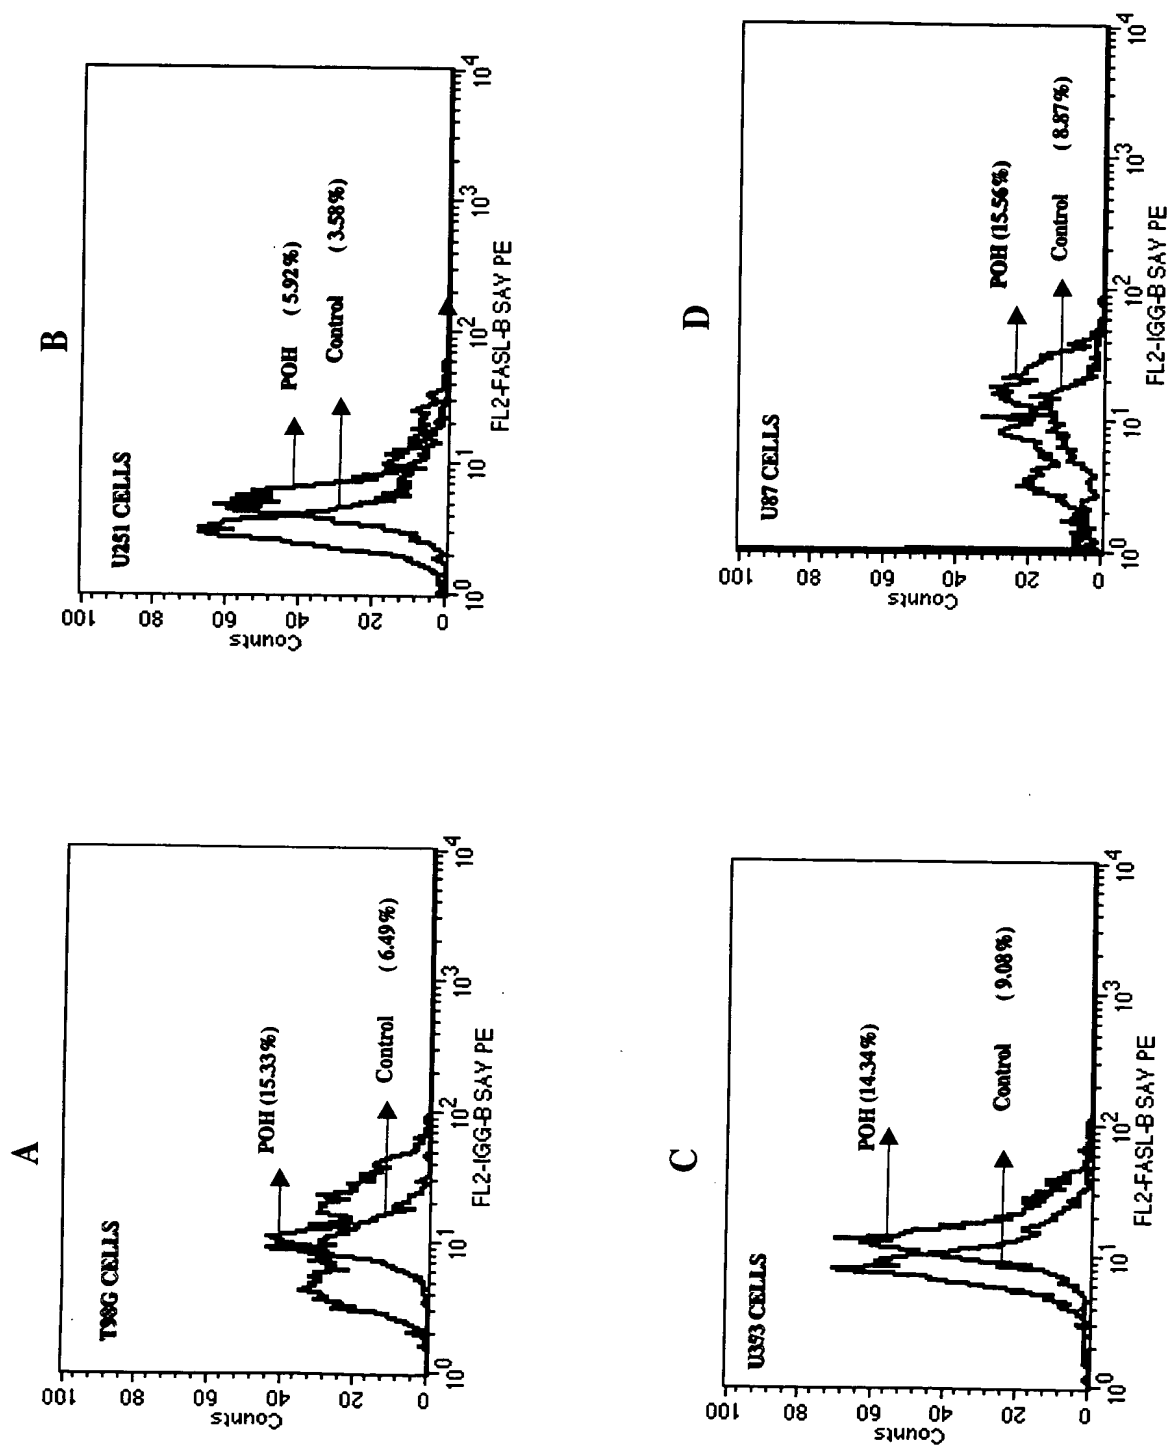 A
T98G CELLS
POH (15.33%)
Control ( 6.49%)
Counts
100 80 60 40 20 0
10^0 10^1 10^2 10^3 10^4
FL2-IGG-B SAV PE
B
U251 CELLS
POH ( 5.92%)
Control ( 3.58%)
Counts
100 80 60 40 20 0
10^0 10^1 10^2 10^3 10^4
FL2-FASL-B SAV PE
C
U393 CELLS
POH (14.34%)
Control ( 9.08%)
Counts
100 80 60 40 20 0
10^0 10^1 10^2 10^3 10^4
FL2-FASL-B SAV PE
D
U87 CELLS
POH (15.56%)
Control ( 8.87%)
Counts
100 80 60 40 20 0
10^0 10^1 10^2 10^3 10^4
FL2-IGG-B SAV PE